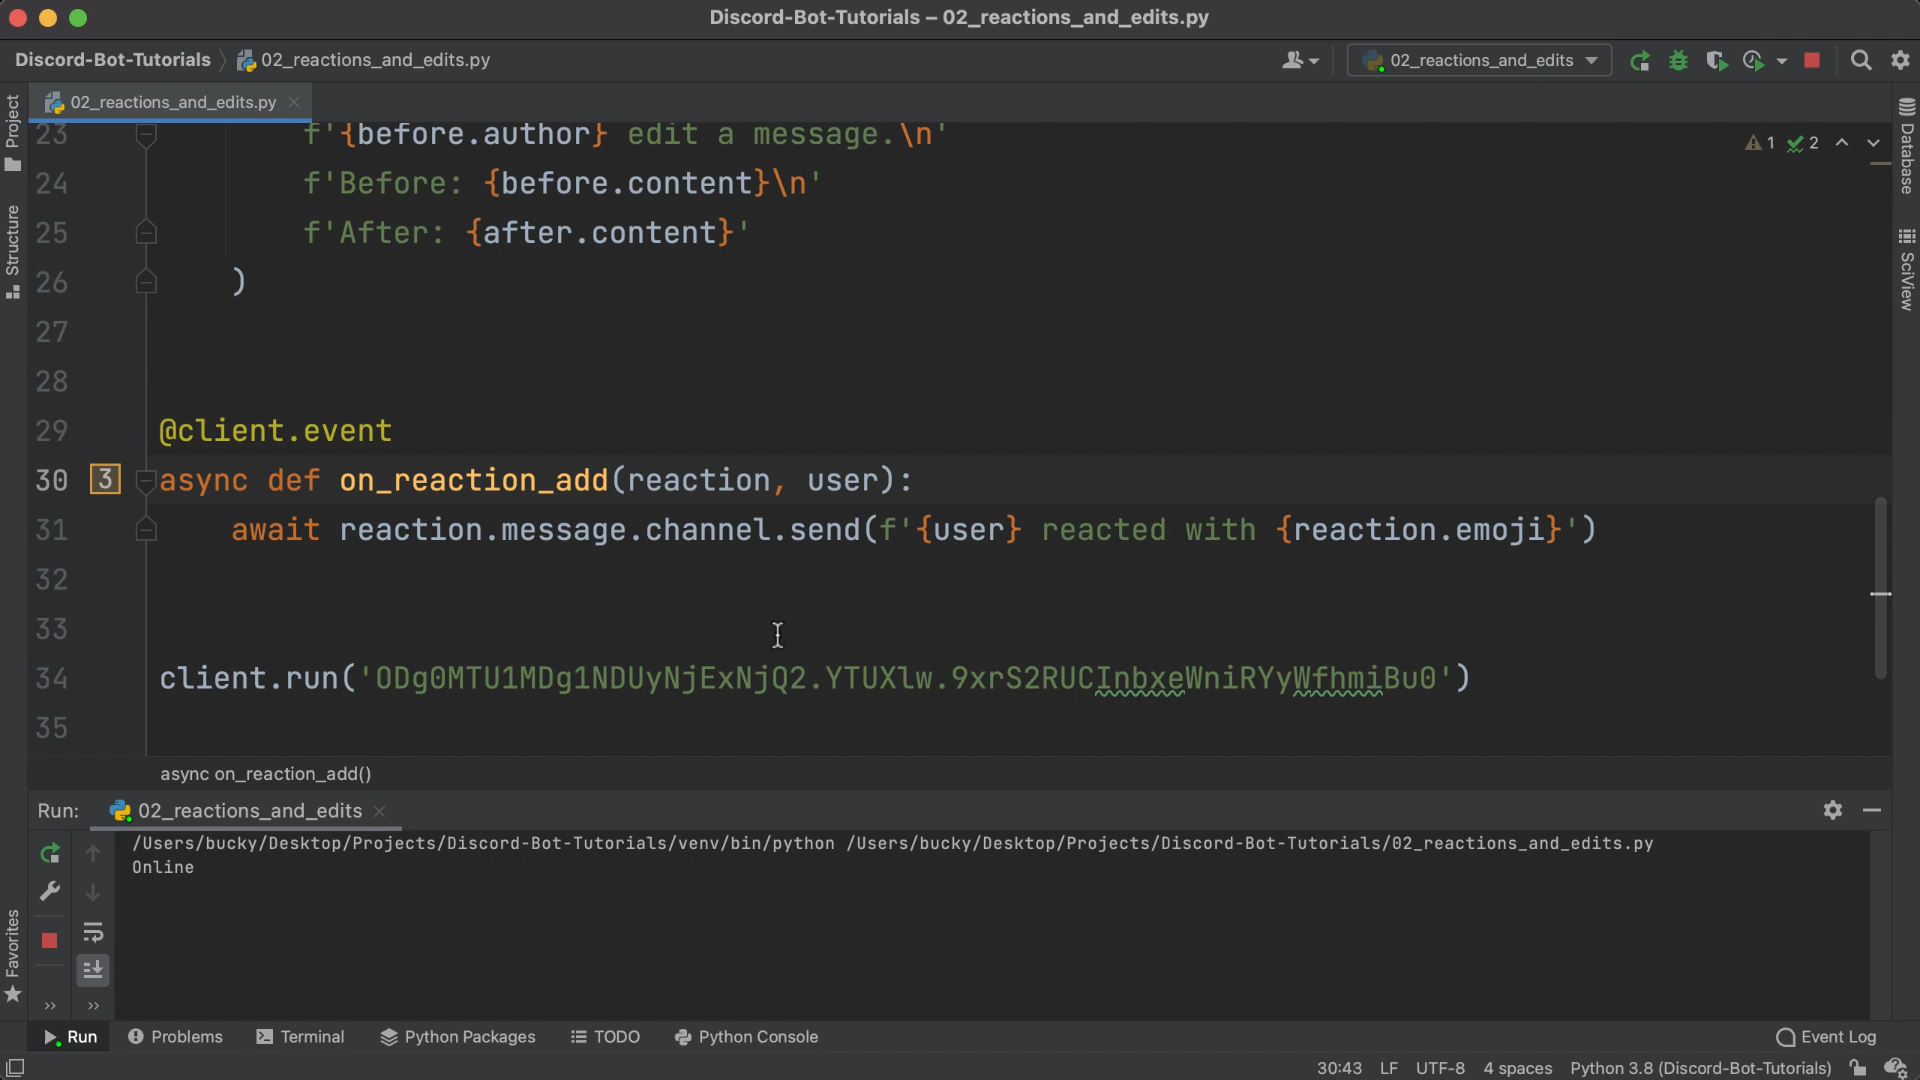 Discord-Bot-Tutorials – 02_reactions_and_edits.py
Discord-Bot-Tutorials 02_reactions_and_edits.py
02_reactions_and_edits
02_reactions_and_edits.py
Project
Structure
Favorites
Database
SciView
1 2
23 f'{before.author} edit a message.\n'
24 f'Before: {before.content}\n'
25 f'After: {after.content}'
26 )
27
28
29 @client.event
30 3 async def on_reaction_add(reaction, user):
31 await reaction.message.channel.send(f'{user} reacted with {reaction.emoji}')
32
33
34 client.run('ODg0MTU1MDg1NDUyNjExNjQ2.YTUXlw.9xrS2RUCInbxeWniRYyWfhmiBu0')
35
async on_reaction_add()
Run: 02_reactions_and_edits
/Users/bucky/Desktop/Projects/Discord-Bot-Tutorials/venv/bin/python /Users/bucky/Desktop/Projects/Discord-Bot-Tutorials/02_reactions_and_edits.py
Online
Run Problems Terminal Python Packages TODO Python Console Event Log
30:43 LF UTF-8 4 spaces Python 3.8 (Discord-Bot-Tutorials)